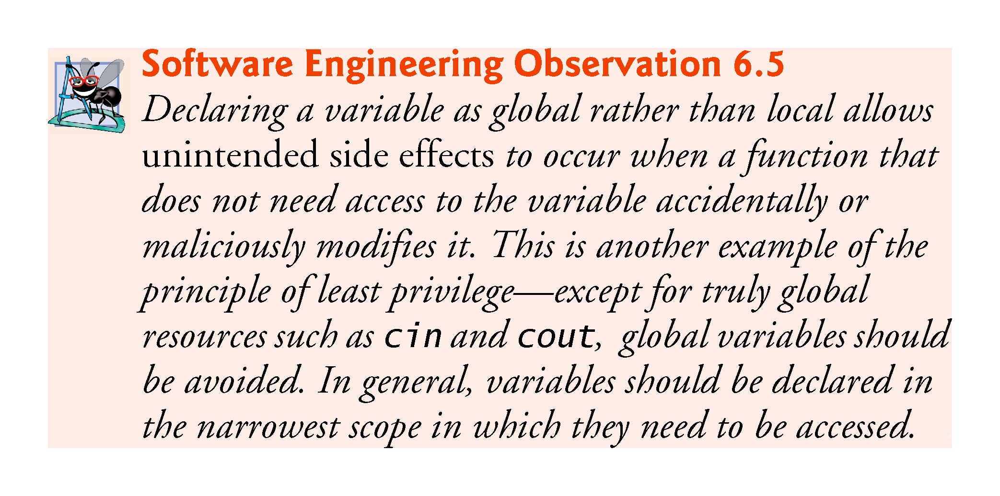 Software Engineering Observation 6.5
Declaring a variable as global rather than local allows
unintended side effects to occur when a function that
does not need access to the variable accidentally or
maliciously modifies it. This is another example of the
principle of least privilege—except for truly global
resources such as cin and cout, global variables should
be avoided. In general, variables should be declared in
the narrowest scope in which they need to be accessed.